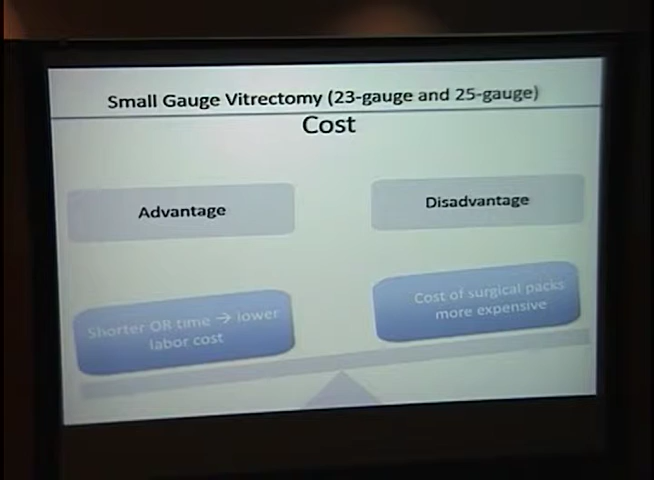 Small Gauge Vitrectomy (23-gauge and 25-gauge)
Cost
Advantage
Disadvantage
Shorter OR time → lower
labor cost
Cost of surgical packs
more expensive